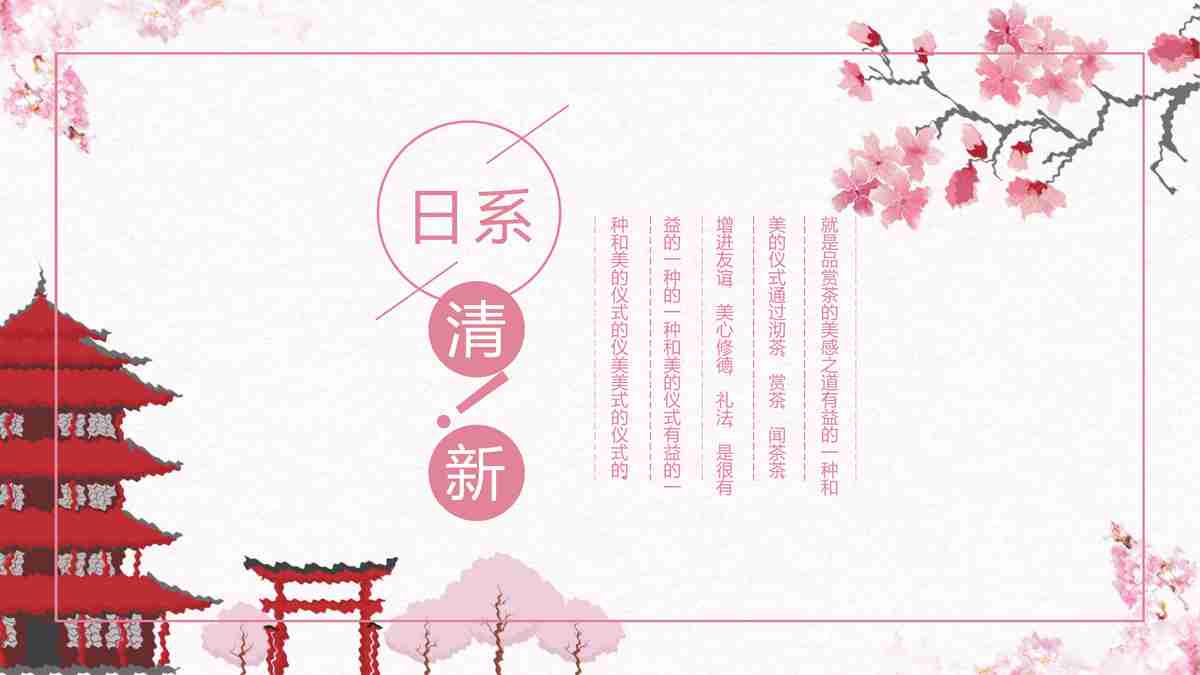 日系
清
新
就是品赏茶的美感之道有益的一种和
美的仪式通过沏茶、赏茶、闻茶茶、
增进友谊，美心修德，礼法，是很有
益的一种的一种和美的仪式有益的一
种和美的仪式的仪美美式的仪式的。